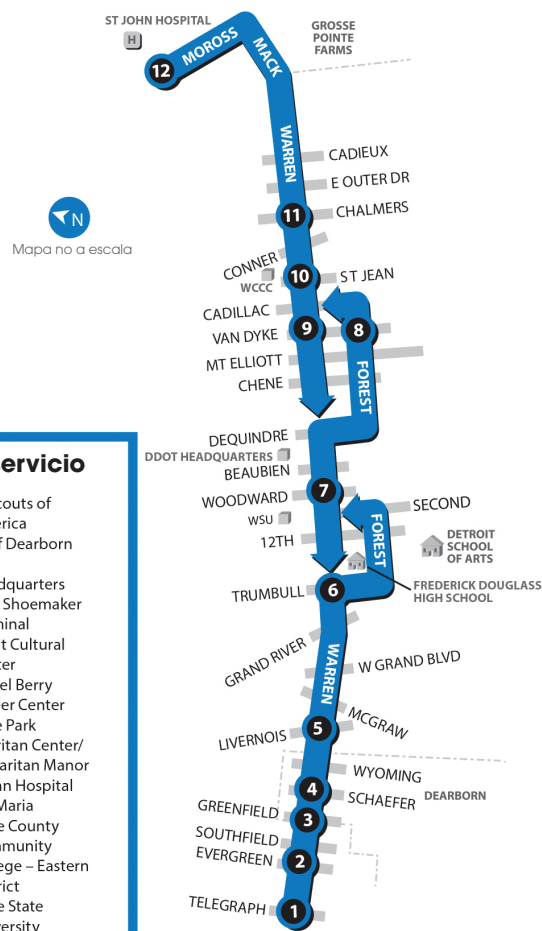 ST JOHN HOSPITAL
H
GROSSE
POINTE
FARMS
MOROSS
MACK
12
WARREN
CADIEUX
E OUTER DR
N
Mapa no a escala
11
CHALMERS
CONNER
10
ST JEAN
WCCC
CADILLAC
VAN DYKE
9
8
MT ELLIOTT
CHENE
FOREST
DEQUINDRE
DDOT HEADQUARTERS
BEAUBIEN
WOODWARD
7
SECOND
WSU
12TH
FOREST
DETROIT
SCHOOL
OF ARTS
FREDERICK DOUGLASS
HIGH SCHOOL
TRUMBULL
6
GRAND RIVER
WARREN
W GRAND BLVD
MCGRAW
LIVERNOIS
5
WYOMING
4
SCHAEFER
DEARBORN
GREENFIELD
3
SOUTHFIELD
EVERGREEN
2
TELEGRAPH
1
ervicio
couts of
erica
f Dearborn
dquarters
Shoemaker
minal
t Cultural
ter
el Berry
er Center
e Park
ritan Center/
aritan Manor
n Hospital
Maria
e County
munity
ege – Eastern
rict
e State
versity